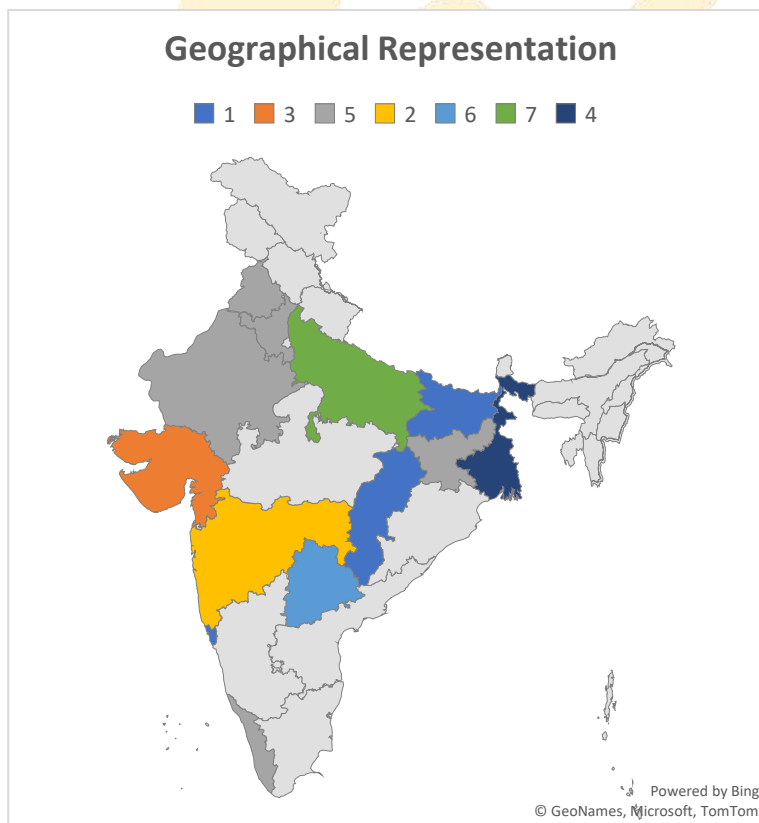 Geographical Representation
1 3 5 2 6 7 4
Powered by Bing
© GeoNames, Microsoft, TomTom